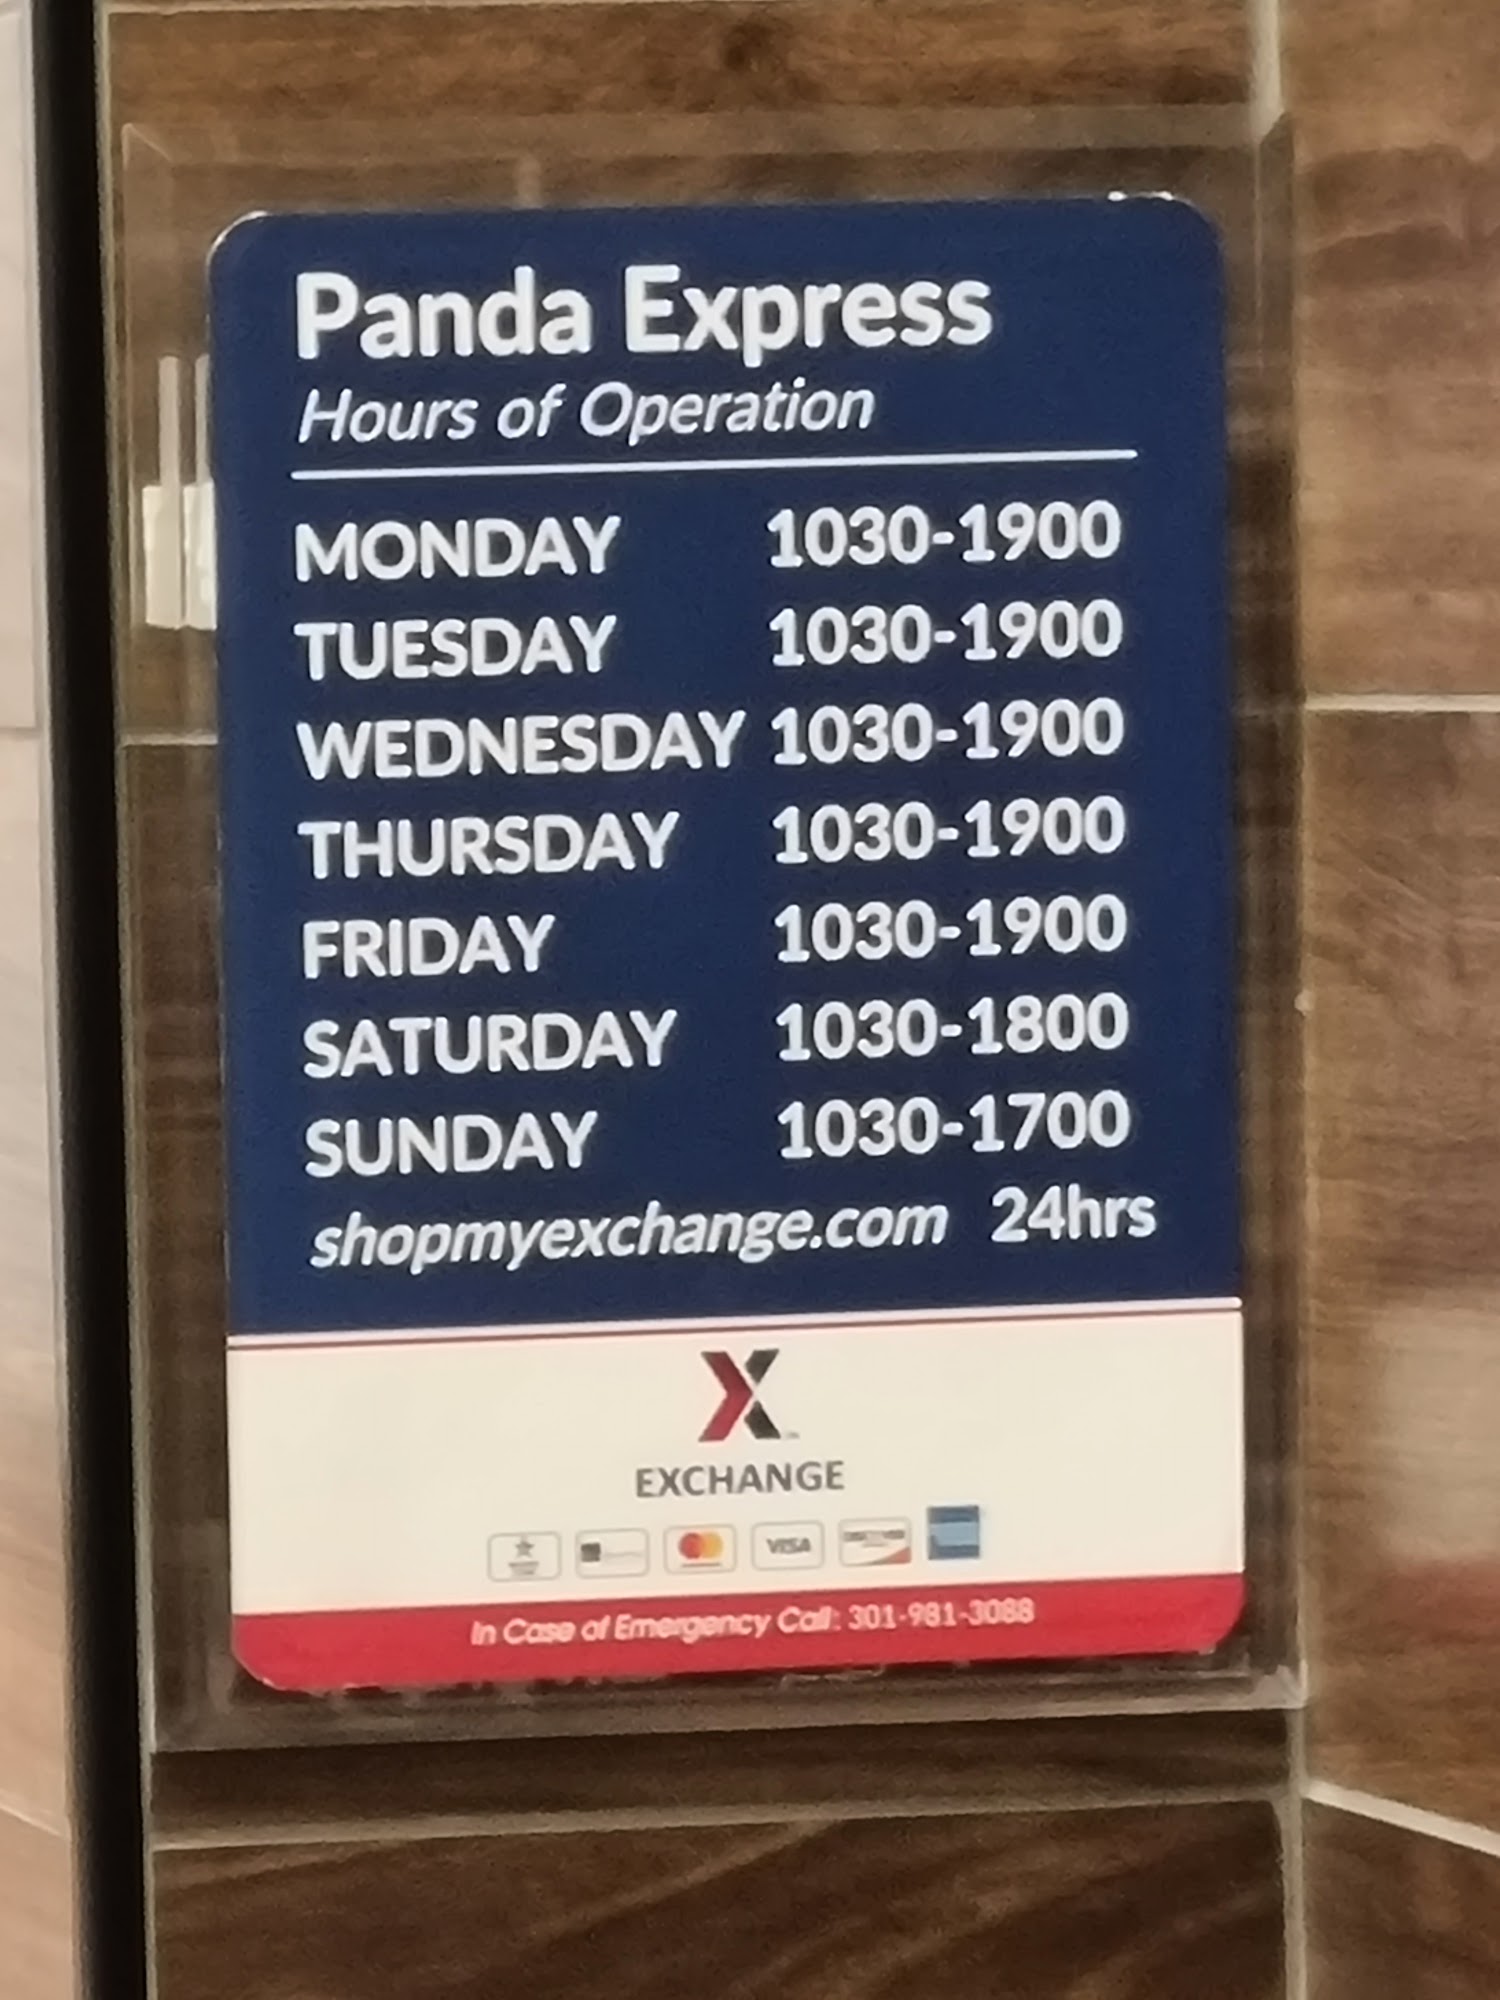 Panda Express
Hours of Operation
MONDAY 1030-1900
TUESDAY 1030-1900
WEDNESDAY 1030-1900
THURSDAY 1030-1900
FRIDAY 1030-1900
SATURDAY 1030-1800
SUNDAY 1030-1700
shopmyexchange.com 24hrs
X
EXCHANGE
VISA
In Case of Emergency Call: 301-981-3088